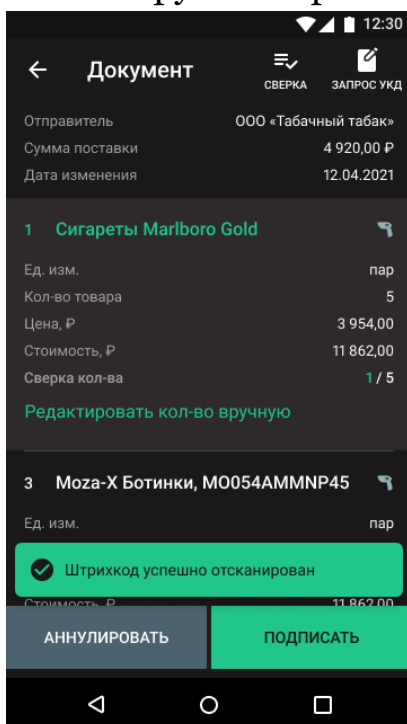 12:30
Документ
СВЕРКА ЗАПРОС УКД
Отправитель ООО «Табачный табак»
Сумма поставки 4 920,00 ₽
Дата изменения 12.04.2021
1 Сигареты Marlboro Gold
Ед. изм. пар
Кол-во товара 5
Цена, ₽ 3 954,00
Стоимость, ₽ 11 862,00
Сверка кол-ва 1 / 5
Редактировать кол-во вручную
3 Moza-X Ботинки, MO054AMMNP45
Ед. изм. пар
Штрихкод успешно отсканирован
Стоимость, ₽ 11 862,00
АННУЛИРОВАТЬ ПОДПИСАТЬ